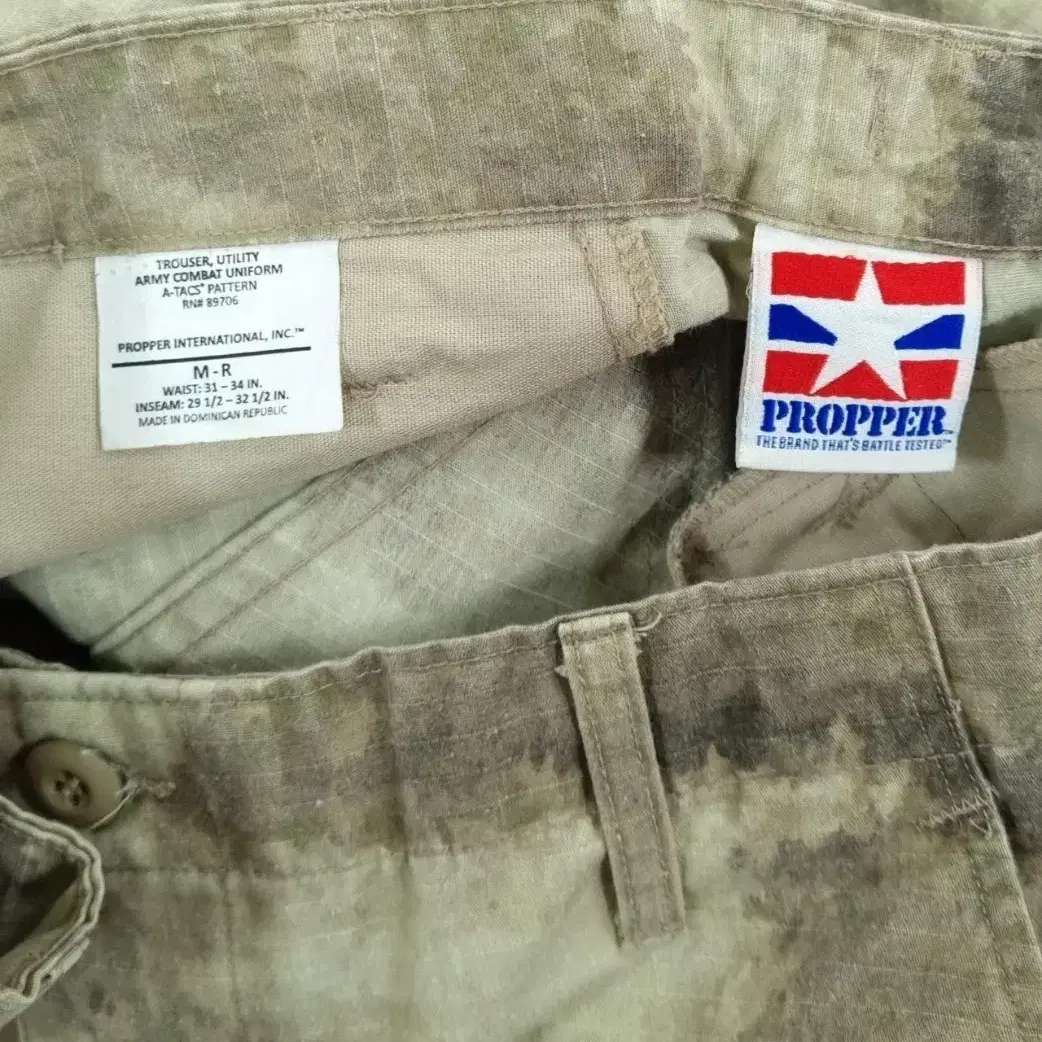 TROUSER, UTILITY
ARMY COMBAT UNIFORM
A-TACS® PATTERN
RN# 89706
PROPPER INTERNATIONAL, INC.™
M - R
WAIST: 31 – 34 IN.
INSEAM: 29 1/2 – 32 1/2 IN.
MADE IN DOMINICAN REPUBLIC
PROPPER™
THE BRAND THAT'S BATTLE TESTED™